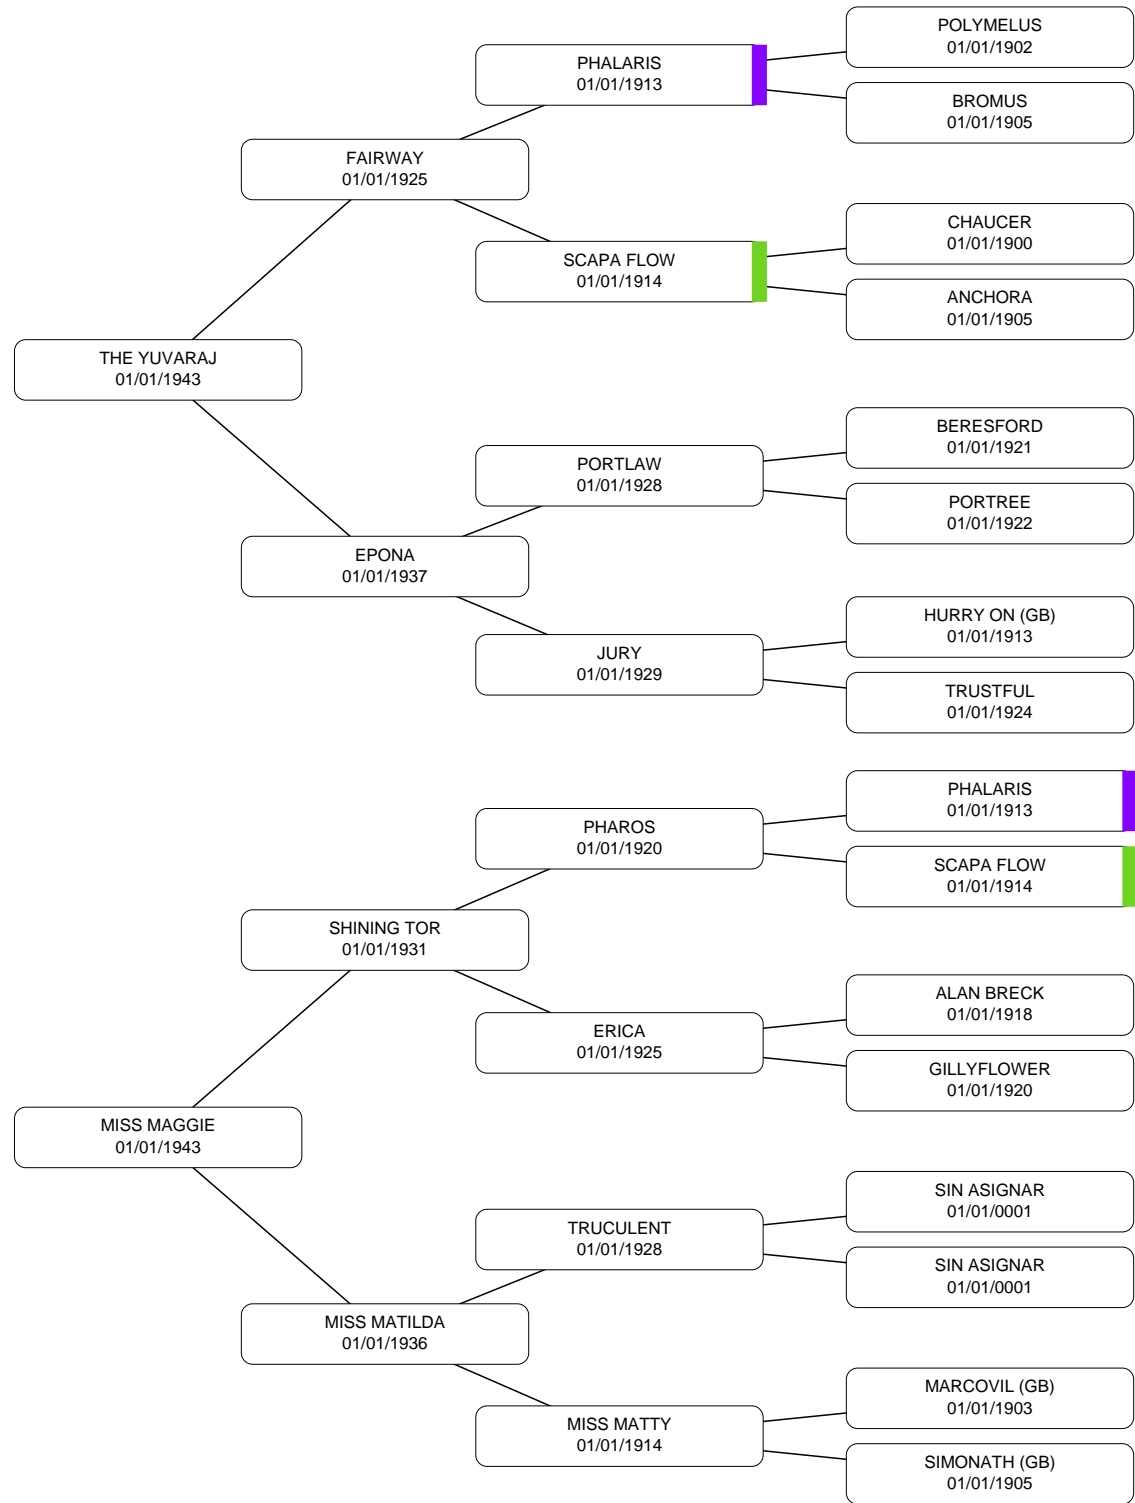 POLYMELUS
01/01/1902
PHALARIS
01/01/1913
BROMUS
01/01/1905
FAIRWAY
01/01/1925
CHAUCER
01/01/1900
SCAPA FLOW
01/01/1914
ANCHORA
01/01/1905
THE YUVARAJ
01/01/1943
BERESFORD
01/01/1921
PORTLAW
01/01/1928
PORTREE
01/01/1922
EPONA
01/01/1937
HURRY ON (GB)
01/01/1913
JURY
01/01/1929
TRUSTFUL
01/01/1924
PHALARIS
01/01/1913
PHAROS
01/01/1920
SCAPA FLOW
01/01/1914
SHINING TOR
01/01/1931
ALAN BRECK
01/01/1918
ERICA
01/01/1925
GILLYFLOWER
01/01/1920
MISS MAGGIE
01/01/1943
SIN ASIGNAR
01/01/0001
TRUCULENT
01/01/1928
SIN ASIGNAR
01/01/0001
MISS MATILDA
01/01/1936
MARCOVIL (GB)
01/01/1903
MISS MATTY
01/01/1914
SIMONATH (GB)
01/01/1905